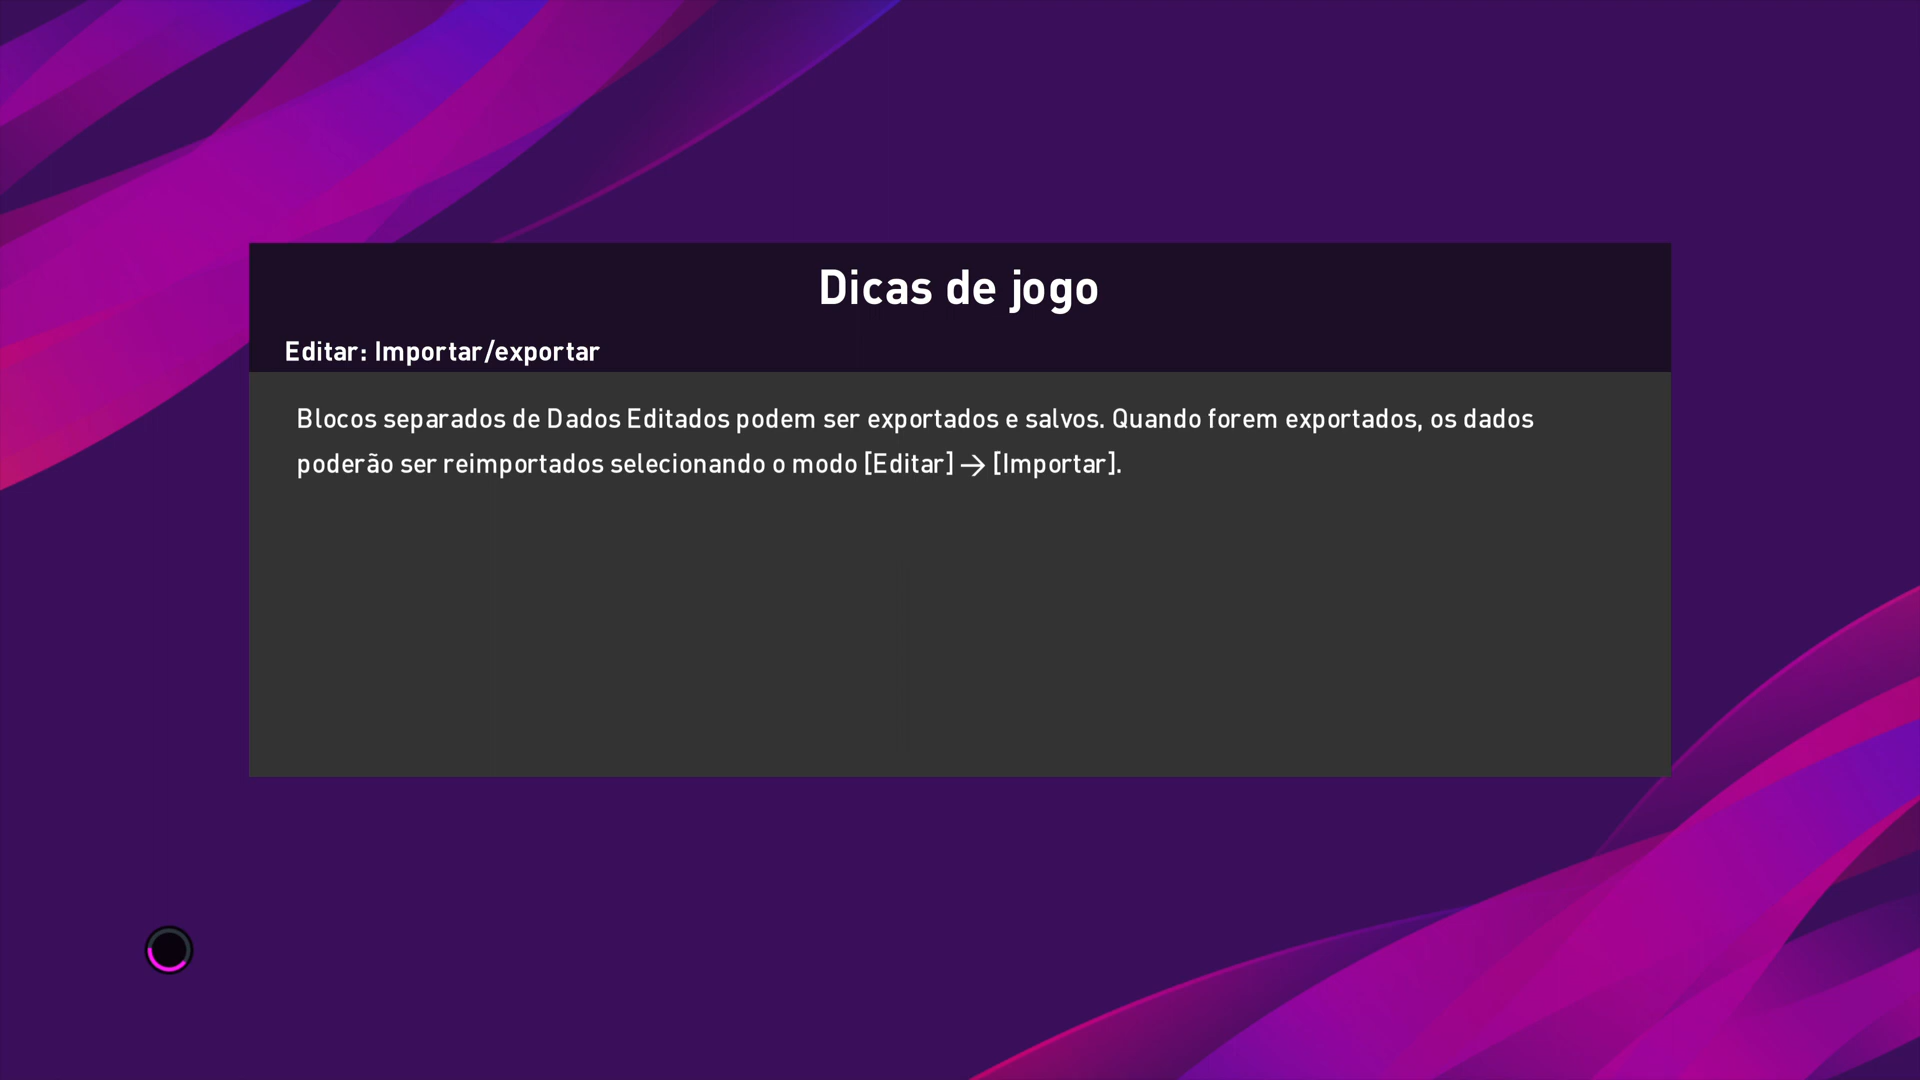 Dicas de jogo
Editar: Importar/exportar
Blocos separados de Dados Editados podem ser exportados e salvos. Quando forem exportados, os dados
poderão ser reimportados selecionando o modo [Editar] → [Importar].